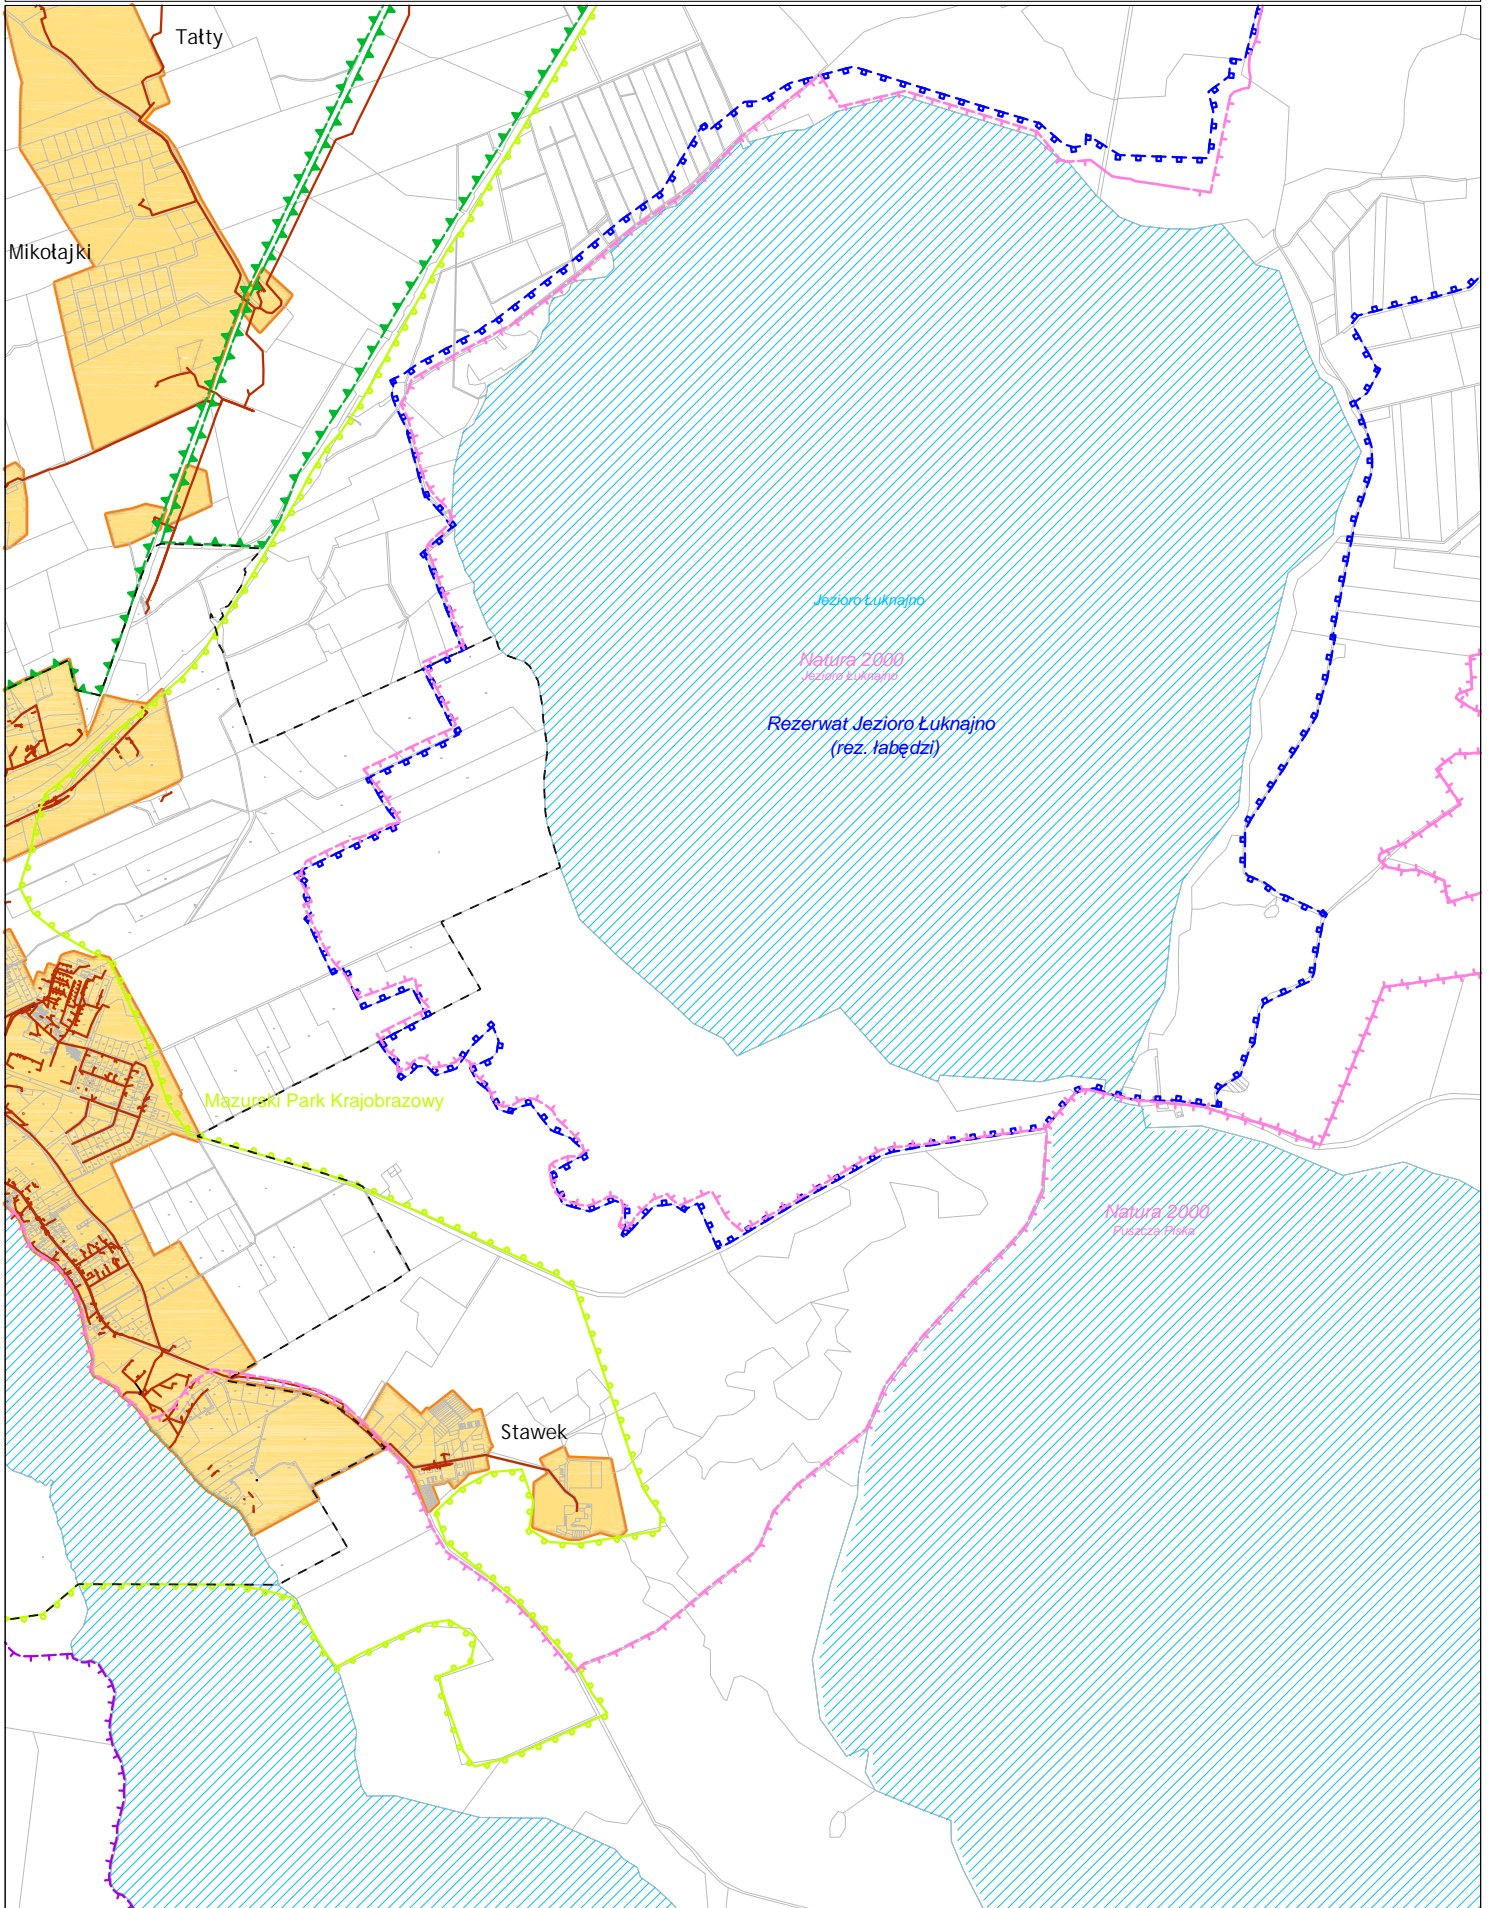 Tałty
Mikołajki
Jezioro Łuknajno
Natura 2000
Jezioro Łuknajno
Rezerwat Jezioro Łuknajno
(rez. łabędzi)
Mazurski Park Krajobrazowy
Natura 2000
Puszcza Piska
Stawek